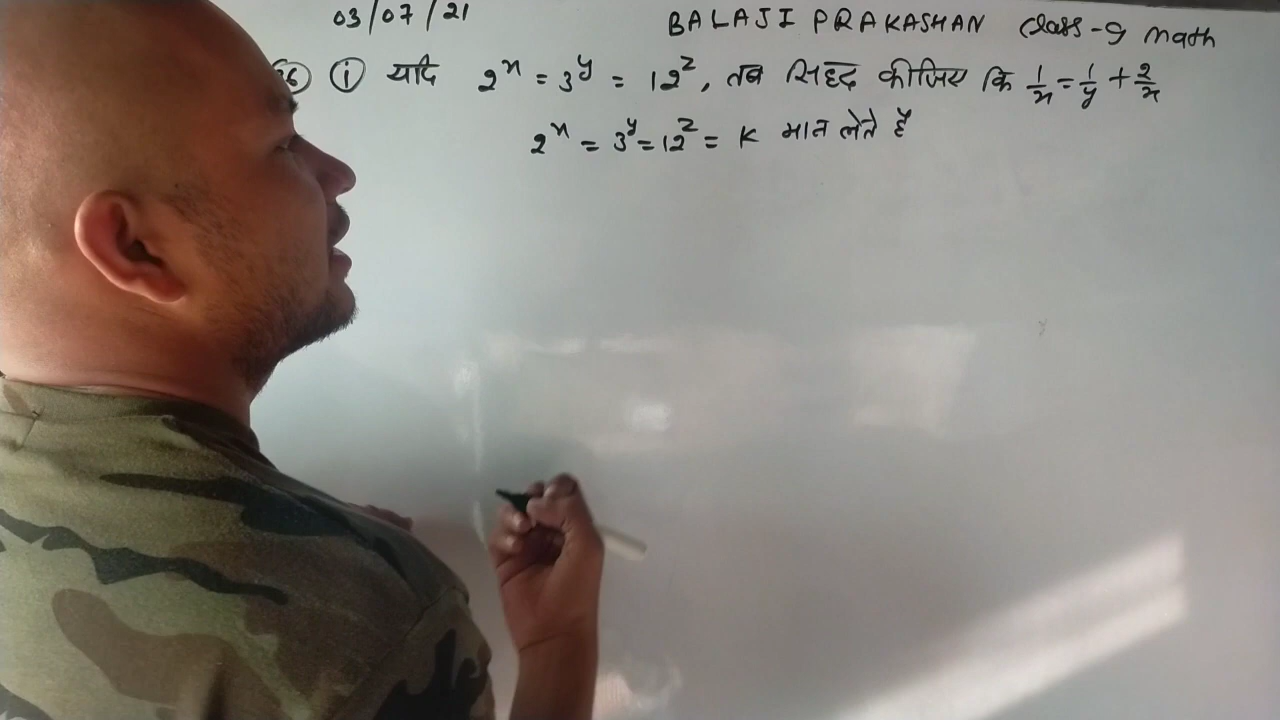 03/07/21
BALAJI PRAKASHAN Class-9 Math
36 (i) यदि 2^x = 3^y = 12^z, तब सिद्ध कीजिए कि 1/x = 1/y + 2/x
2^x = 3^y = 12^z = K मान लेते हैं